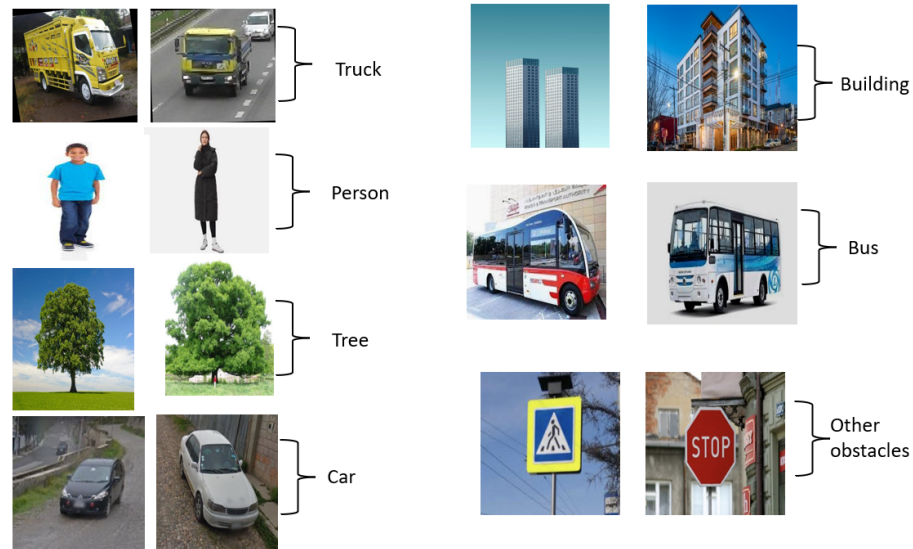 Truck
Person
Tree
Car
Building
Bus
STOP
Other
obstacles